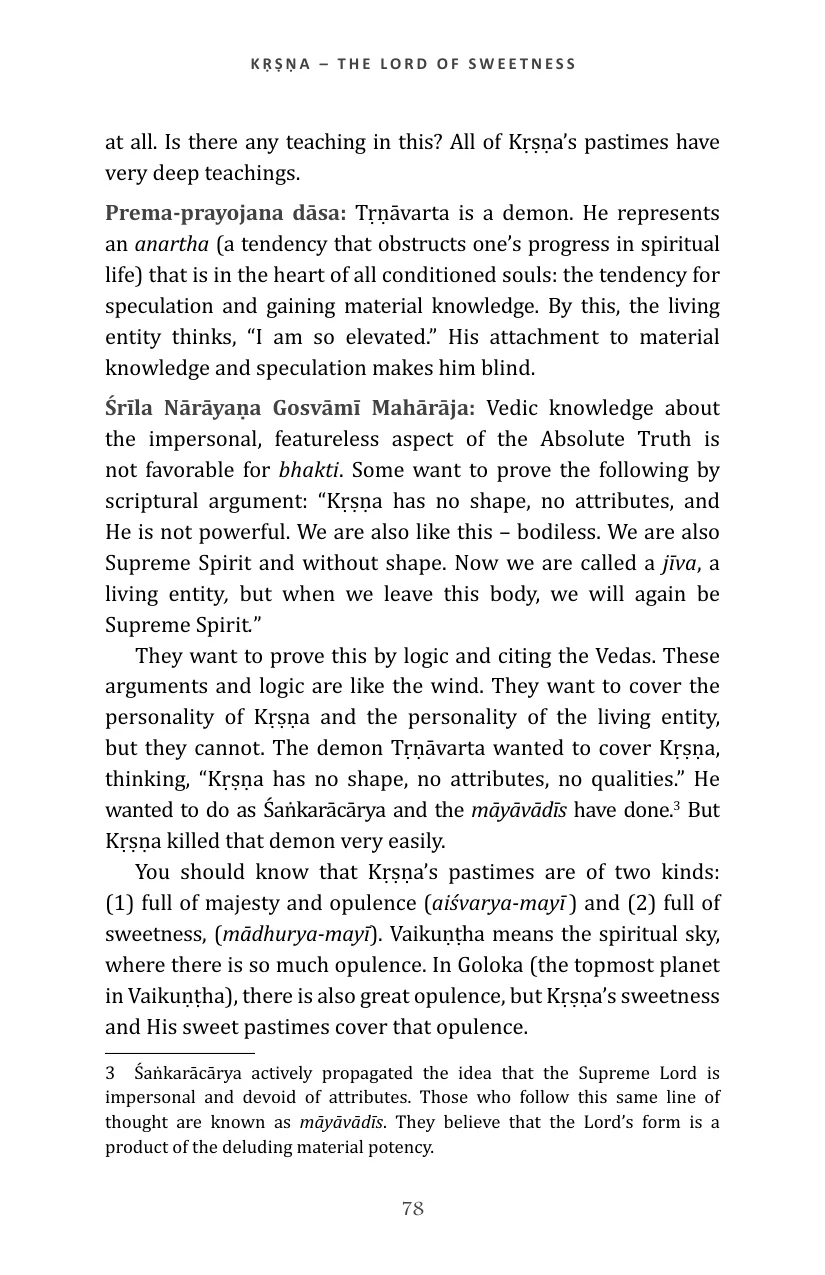 KṚṢṆA – THE LORD OF SWEETNESS
at all. Is there any teaching in this? All of Kṛṣṇa’s pastimes have
very deep teachings.
Prema-prayojana dāsa: Tṛṇāvarta is a demon. He represents
an anartha (a tendency that obstructs one’s progress in spiritual
life) that is in the heart of all conditioned souls: the tendency for
speculation and gaining material knowledge. By this, the living
entity thinks, “I am so elevated.” His attachment to material
knowledge and speculation makes him blind.
Śrīla Nārāyaṇa Gosvāmī Mahārāja: Vedic knowledge about
the impersonal, featureless aspect of the Absolute Truth is
not favorable for bhakti. Some want to prove the following by
scriptural argument: “Kṛṣṇa has no shape, no attributes, and
He is not powerful. We are also like this – bodiless. We are also
Supreme Spirit and without shape. Now we are called a jīva, a
living entity, but when we leave this body, we will again be
Supreme Spirit.”
They want to prove this by logic and citing the Vedas. These
arguments and logic are like the wind. They want to cover the
personality of Kṛṣṇa and the personality of the living entity,
but they cannot. The demon Tṛṇāvarta wanted to cover Kṛṣṇa,
thinking, “Kṛṣṇa has no shape, no attributes, no qualities.” He
wanted to do as Śaṅkarācārya and the māyāvādīs have done.³ But
Kṛṣṇa killed that demon very easily.
You should know that Kṛṣṇa’s pastimes are of two kinds:
(1) full of majesty and opulence (aiśvarya-mayī) and (2) full of
sweetness, (mādhurya-mayī). Vaikuṇṭha means the spiritual sky,
where there is so much opulence. In Goloka (the topmost planet
in Vaikuṇṭha), there is also great opulence, but Kṛṣṇa’s sweetness
and His sweet pastimes cover that opulence.
3 Śaṅkarācārya actively propagated the idea that the Supreme Lord is
impersonal and devoid of attributes. Those who follow this same line of
thought are known as māyāvādīs. They believe that the Lord’s form is a
product of the deluding material potency.
78